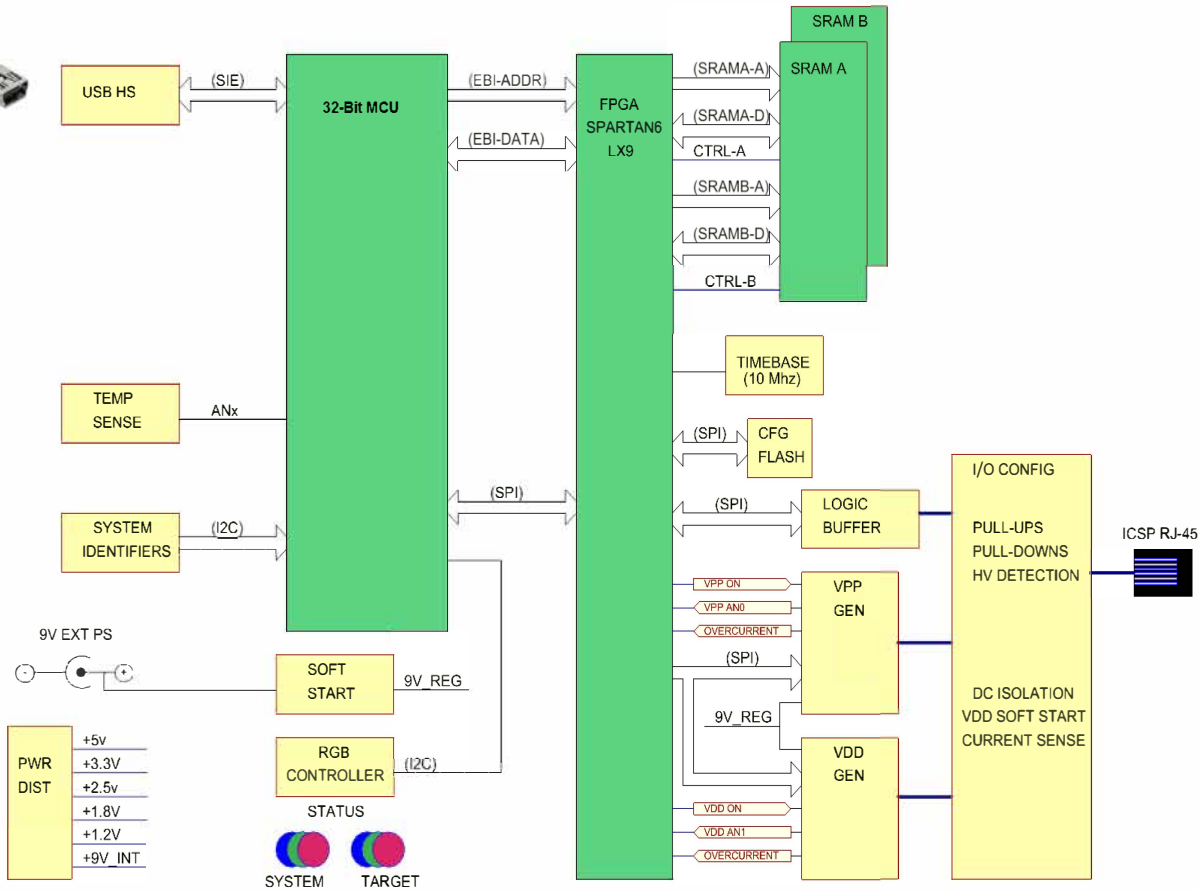 SRAM B
SRAM A
USB HS
(SIE)
32-Bit MCU
(EBI-ADDR)
(EBI-DATA)
FPGA
SPARTAN6
LX9
(SRAMA-A)
(SRAMA-D)
CTRL-A
(SRAMB-A)
(SRAMB-D)
CTRL-B
TIMEBASE
(10 Mhz)
TEMP
SENSE
ANx
(SPI)
CFG
FLASH
SYSTEM
IDENTIFIERS
(I2C)
(SPI)
(SPI)
LOGIC
BUFFER
I/O CONFIG
PULL-UPS
PULL-DOWNS
HV DETECTION
ICSP RJ-45
VPP ON
VPP AN0
OVERCURRENT
(SPI)
VPP
GEN
9V EXT PS
-
+
SOFT
START
9V_REG
9V_REG
DC ISOLATION
VDD SOFT START
CURRENT SENSE
PWR
DIST
+5v
+3.3V
+2.5v
+1.8V
+1.2V
+9V_INT
RGB
CONTROLLER
(I2C)
STATUS
SYSTEM
TARGET
VDD
GEN
VDD ON
VDD AN1
OVERCURRENT